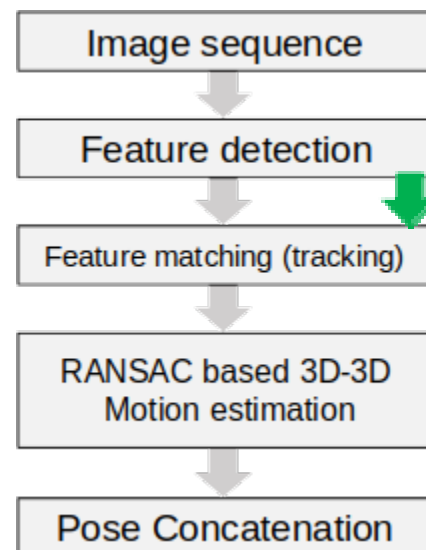 Image sequence
Feature detection
Feature matching (tracking)
RANSAC based 3D-3D
Motion estimation
Pose Concatenation